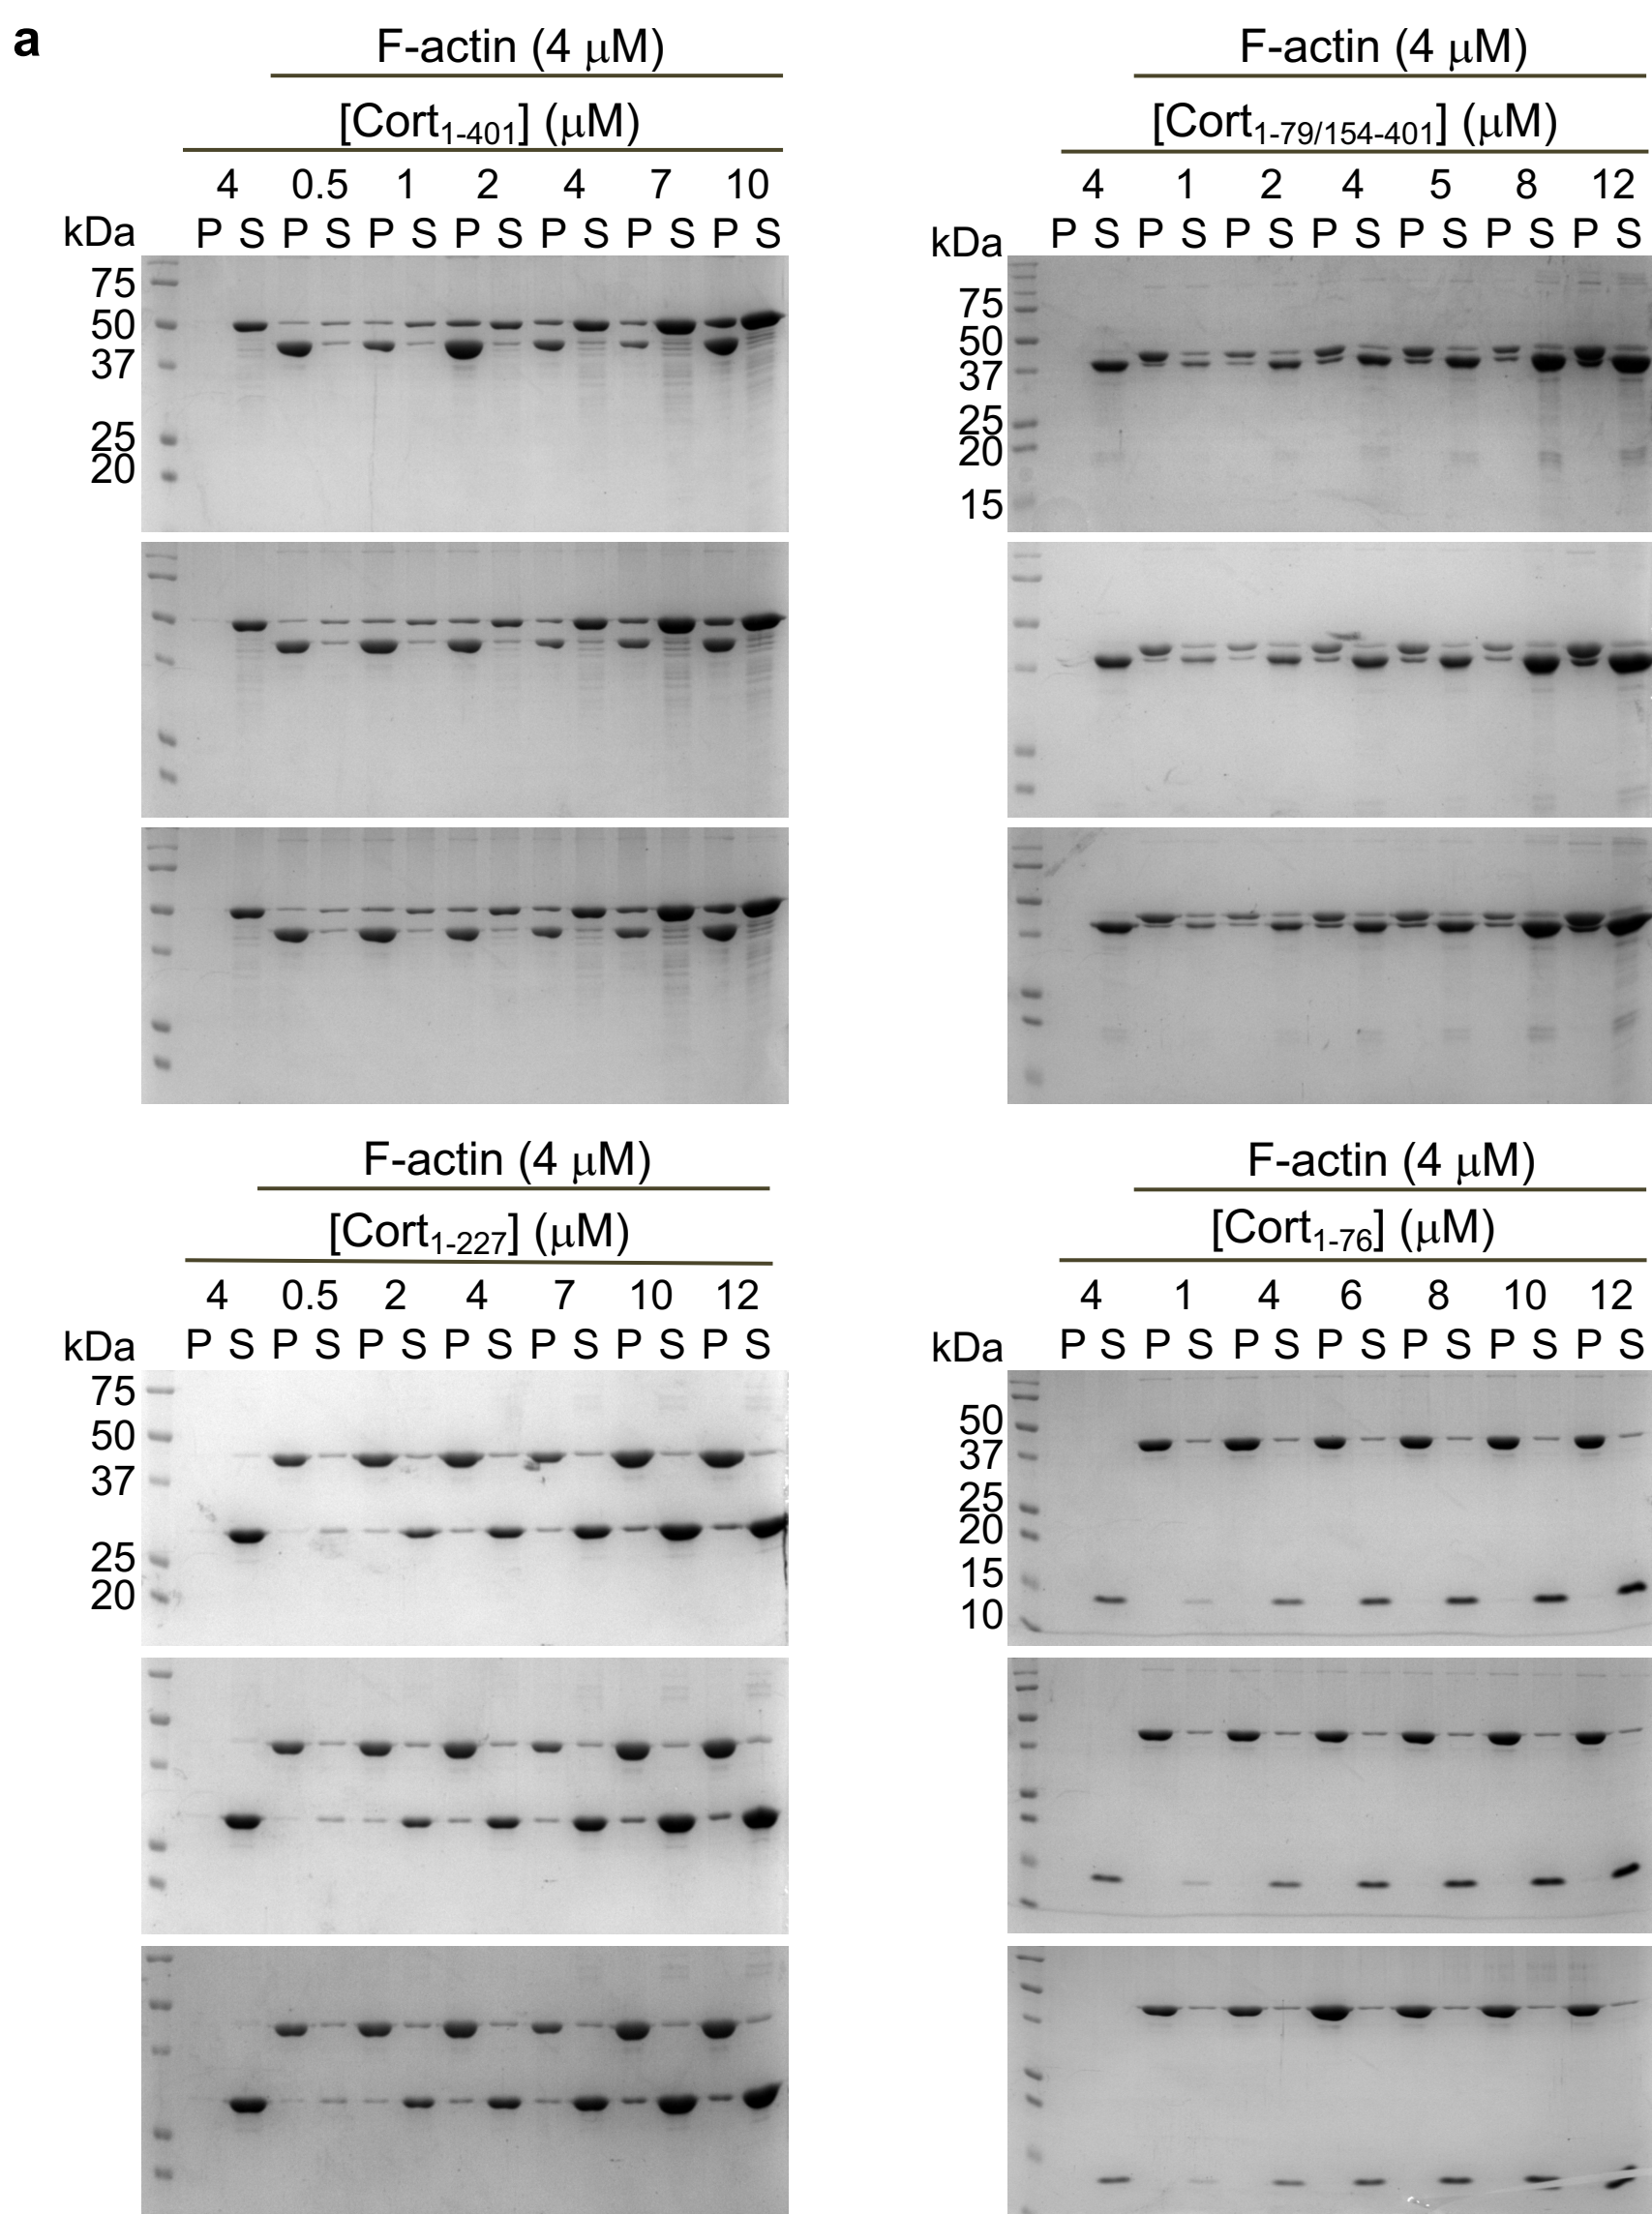 a
F-actin (4 μM)
[Cort1-401] (μM)
4 0.5 1 2 4 7 10
kDa P S P S P S P S P S P S P S
75
50
37
25
20
F-actin (4 μM)
[Cort1-79/154-401] (μM)
4 1 2 4 5 8 12
kDa P S P S P S P S P S P S P S
75
50
37
25
20
15
F-actin (4 μM)
[Cort1-227] (μM)
4 0.5 2 4 7 10 12
kDa P S P S P S P S P S P S P S
75
50
37
25
20
F-actin (4 μM)
[Cort1-76] (μM)
4 1 4 6 8 10 12
kDa P S P S P S P S P S P S P S
50
37
25
20
15
10